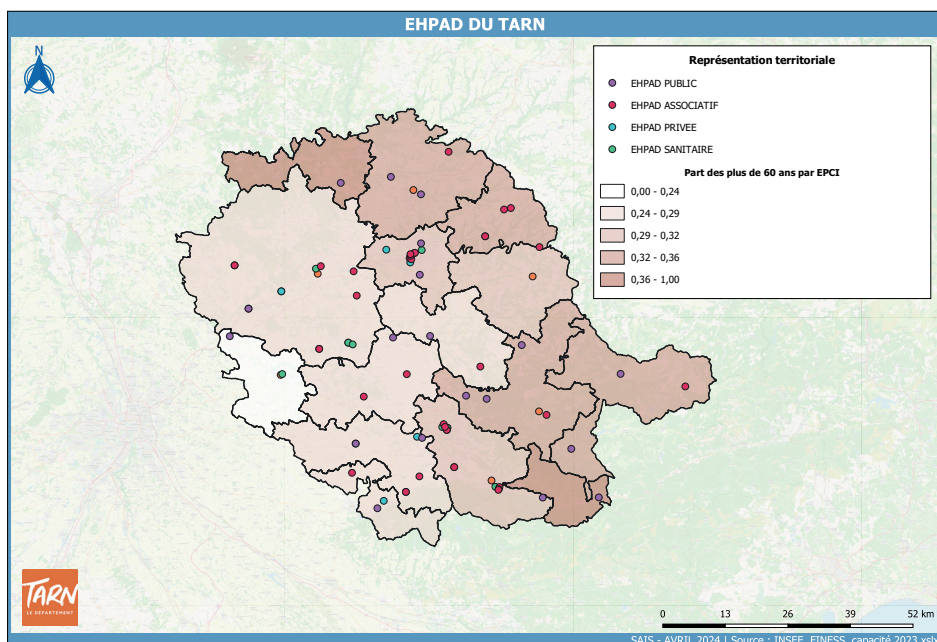 EHPAD DU TARN
N
Représentation territoriale
EHPAD PUBLIC
EHPAD ASSOCIATIF
EHPAD PRIVEE
EHPAD SANITAIRE
Part des plus de 60 ans par EPCI
0,00 - 0,24
0,24 - 0,29
0,29 - 0,32
0,32 - 0,36
0,36 - 1,00
TARN
LE DÉPARTEMENT
0 13 26 39 52 km
SAIS - AVRIL 2024 | Source : INSEE, FINESS, capacité 2023.xslx